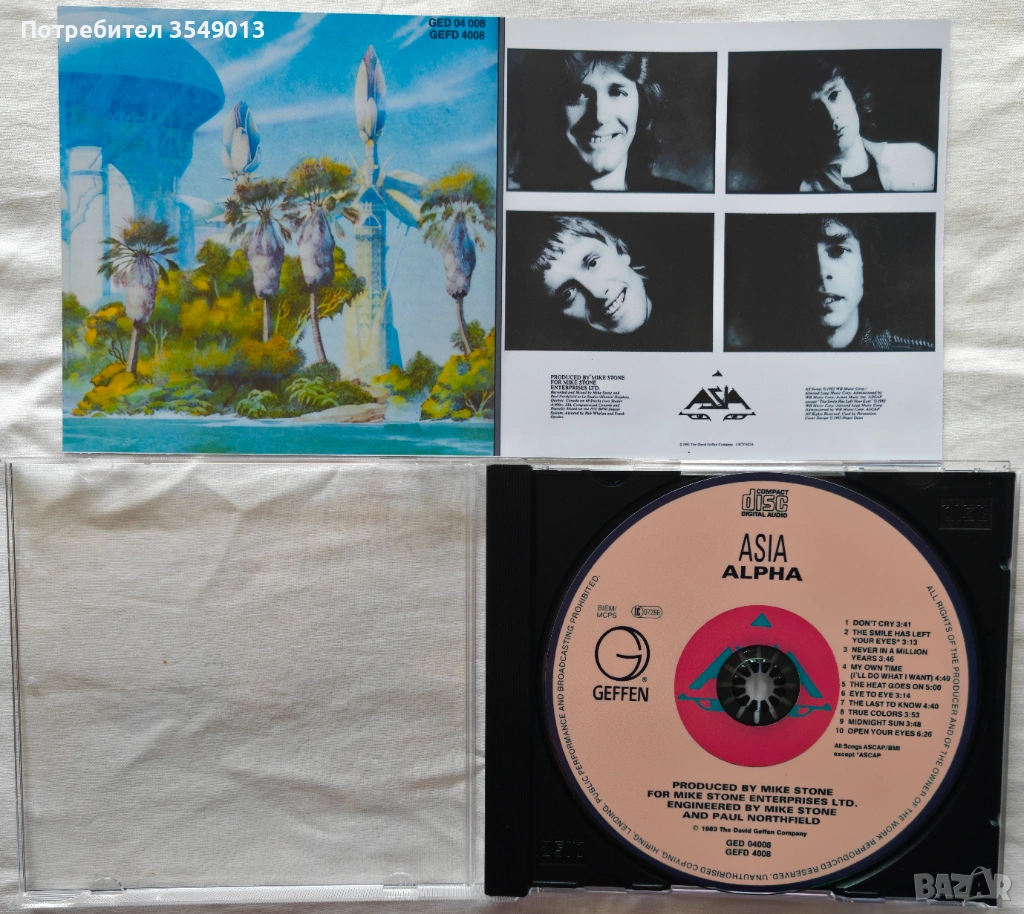 Потребител 3549013
GED 04 008
GEFD 4008
PRODUCED BY MIKE STONE
FOR MIKE STONE
ENTERPRISES LTD.
ASIA
COMPACT
disc
DIGITAL AUDIO
ASIA
ALPHA
BIEM/
MCPS
GEFFEN
®
1 DON'T CRY 3:41
2 THE SMILE HAS LEFT
YOUR EYES* 3:13
3 NEVER IN A MILLION
YEARS 3:46
4 MY OWN TIME
(I'LL DO WHAT I WANT) 4:49
5 THE HEAT GOES ON 5:00
6 EYE TO EYE 3:14
7 THE LAST TO KNOW 4:40
8 TRUE COLORS 3:53
9 MIDNIGHT SUN 3:48
10 OPEN YOUR EYES 6:26
All Songs ASCAP/BMI
except *ASCAP
PRODUCED BY MIKE STONE
FOR MIKE STONE ENTERPRISES LTD.
ENGINEERED BY MIKE STONE
AND PAUL NORTHFIELD
℗ 1983 The David Geffen Company
GED 04008
GEFD 4008
ALL RIGHTS OF THE PRODUCER AND OF THE OWNER OF THE WORK REPRODUCED RESERVED. UNAUTHORISED COPYING, HIRING, LENDING, PUBLIC PERFORMANCE AND BROADCASTING PROHIBITED.
BAZAR